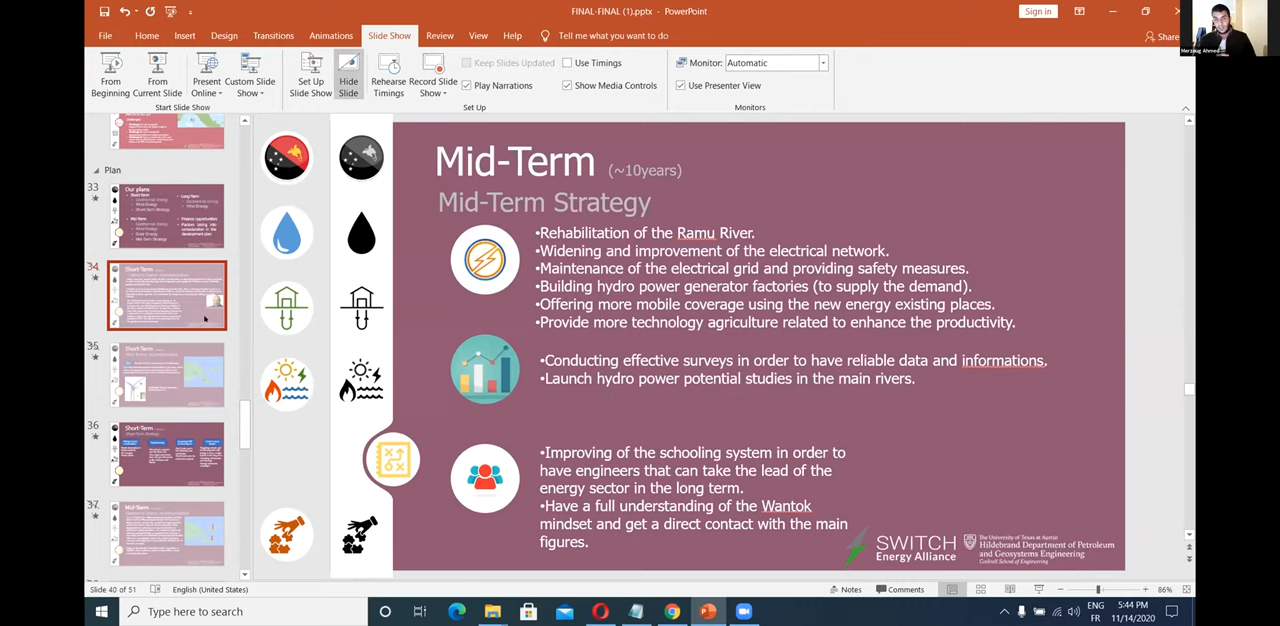 FINAL-FINAL (1).pptx - PowerPoint
Sign in
File Home Insert Design Transitions Animations Slide Show Review View Help Tell me what you want to do
Share
Merzoug Ahmed
From Beginning
From Current Slide
Present Online
Custom Slide Show
Set Up Slide Show
Hide Slide
Rehearse Timings
Record Slide Show
Keep Slides Updated
Play Narrations
Use Timings
Show Media Controls
Monitor: Automatic
Use Presenter View
Start Slide Show
Set Up
Monitors
Plan
33
Our plans
34
Short-Term
35
Short-Term
36
Short-Term
37
Mid-Term
Mid-Term (~10years)
Mid-Term Strategy
•Rehabilitation of the Ramu River.
•Widening and improvement of the electrical network.
•Maintenance of the electrical grid and providing safety measures.
•Building hydro power generator factories (to supply the demand).
•Offering more mobile coverage using the new energy existing places.
•Provide more technology agriculture related to enhance the productivity.
•Conducting effective surveys in order to have reliable data and informations.
•Launch hydro power potential studies in the main rivers.
•Improving of the schooling system in order to
have engineers that can take the lead of the
energy sector in the long term.
•Have a full understanding of the Wantok
mindset and get a direct contact with the main
figures.
SWITCH
Energy Alliance
The University of Texas at Austin
Hildebrand Department of Petroleum
and Geosystems Engineering
Cockrell School of Engineering
Slide 40 of 51 English (United States)
Notes Comments
86%
Type here to search
ENG
FR
5:44 PM
11/14/2020